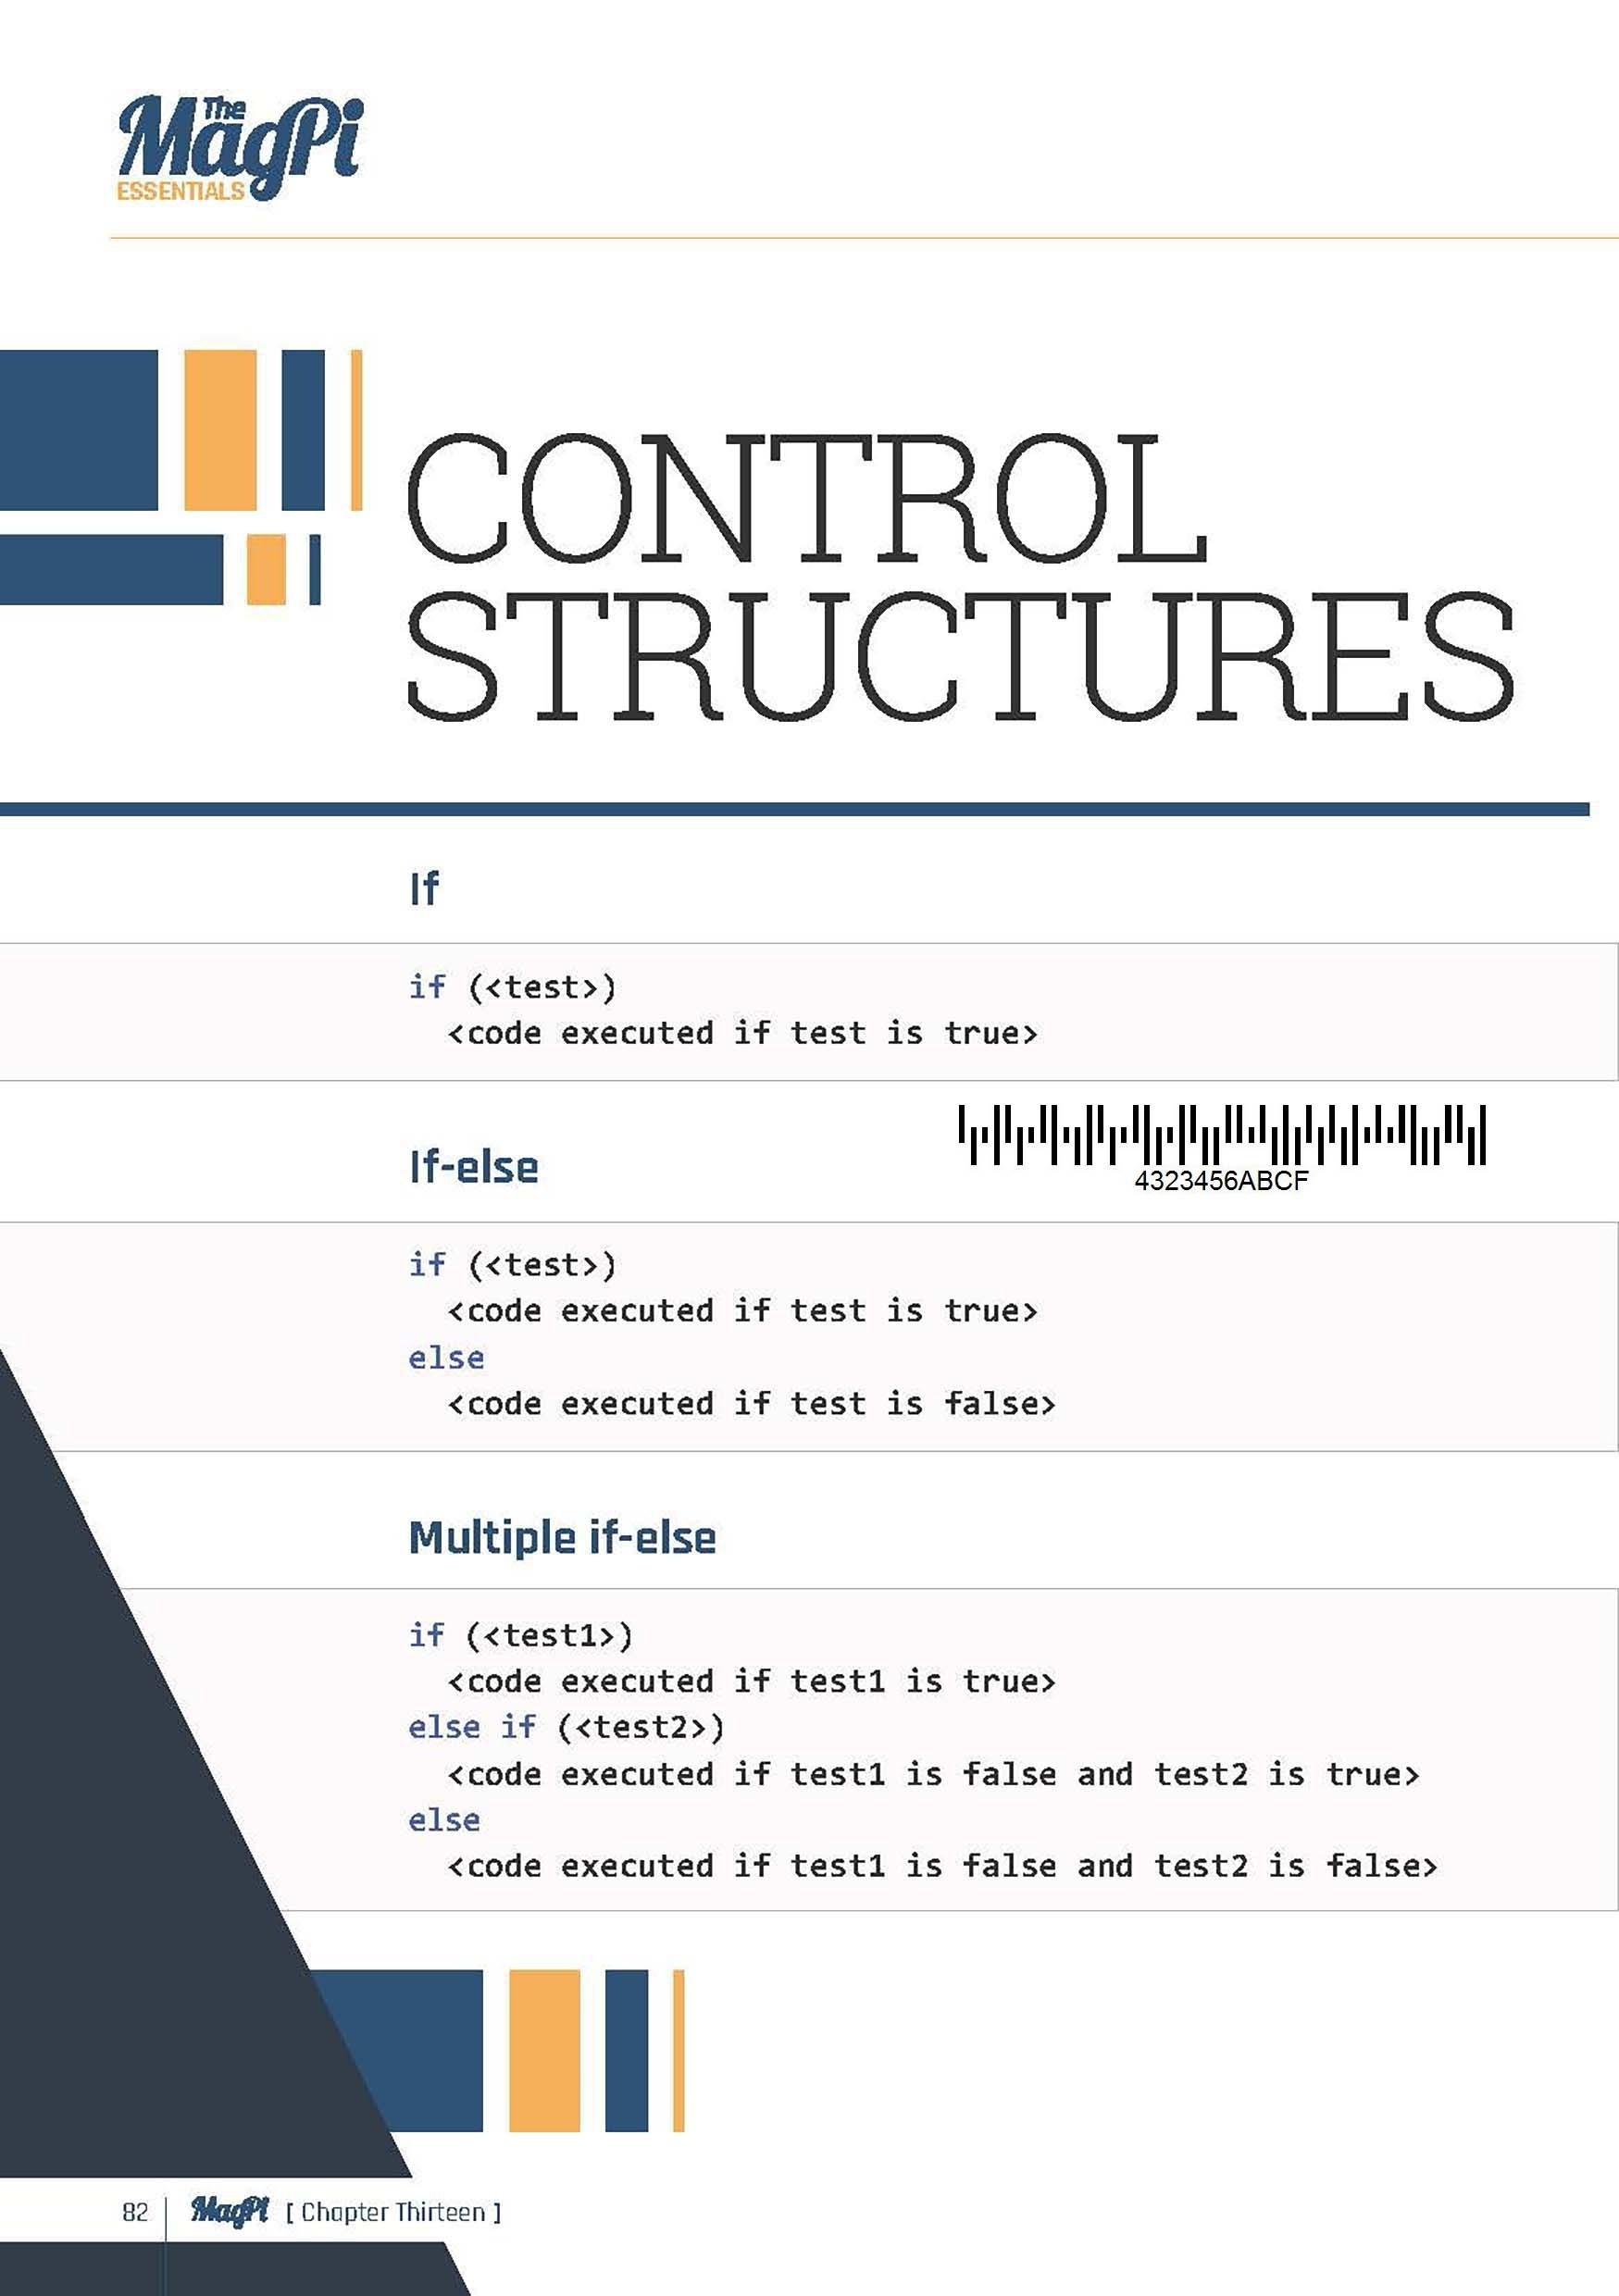 The
MagPi
ESSENTIALS
CONTROL
STRUCTURES
If
if (<test>)
  <code executed if test is true>
4323456ABCF
If-else
if (<test>)
  <code executed if test is true>
else
  <code executed if test is false>
Multiple if-else
if (<test1>)
  <code executed if test1 is true>
else if (<test2>)
  <code executed if test1 is false and test2 is true>
else
  <code executed if test1 is false and test2 is false>
82 MagPi [ Chapter Thirteen ]